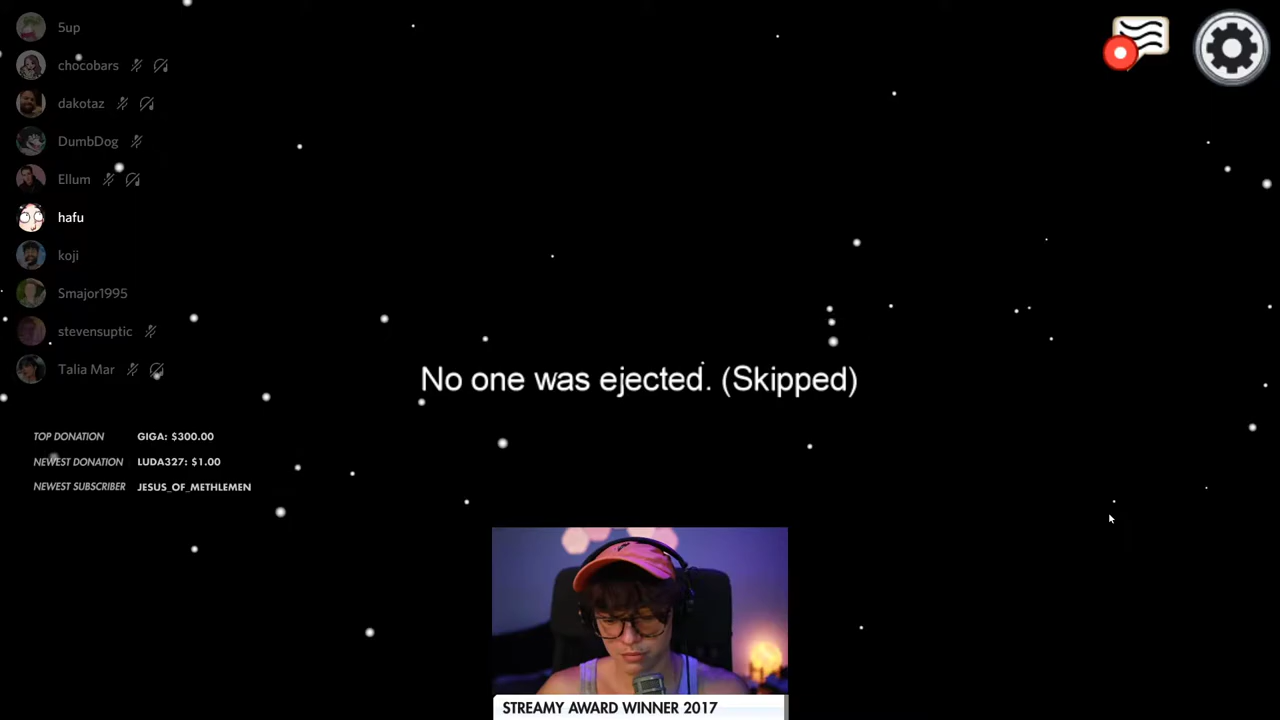 5up
chocobars
dakotaz
DumbDog
Ellum
hafu
koji
Smajor1995
stevensuptic
Talia Mar
No one was ejected. (Skipped)
TOP DONATION GIGA: $300.00
NEWEST DONATION LUDA327: $1.00
NEWEST SUBSCRIBER JESUS_OF_METHLEMEN
STREAMY AWARD WINNER 2017